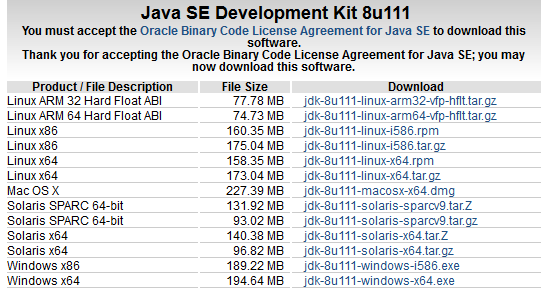 Java SE Development Kit 8u111
You must accept the Oracle Binary Code License Agreement for Java SE to download this
software.
Thank you for accepting the Oracle Binary Code License Agreement for Java SE; you may
now download this software.
Product / File Description File Size Download
Linux ARM 32 Hard Float ABI 77.78 MB jdk-8u111-linux-arm32-vfp-hflt.tar.gz
Linux ARM 64 Hard Float ABI 74.73 MB jdk-8u111-linux-arm64-vfp-hflt.tar.gz
Linux x86 160.35 MB jdk-8u111-linux-i586.rpm
Linux x86 175.04 MB jdk-8u111-linux-i586.tar.gz
Linux x64 158.35 MB jdk-8u111-linux-x64.rpm
Linux x64 173.04 MB jdk-8u111-linux-x64.tar.gz
Mac OS X 227.39 MB jdk-8u111-macosx-x64.dmg
Solaris SPARC 64-bit 131.92 MB jdk-8u111-solaris-sparcv9.tar.Z
Solaris SPARC 64-bit 93.02 MB jdk-8u111-solaris-sparcv9.tar.gz
Solaris x64 140.38 MB jdk-8u111-solaris-x64.tar.Z
Solaris x64 96.82 MB jdk-8u111-solaris-x64.tar.gz
Windows x86 189.22 MB jdk-8u111-windows-i586.exe
Windows x64 194.64 MB jdk-8u111-windows-x64.exe